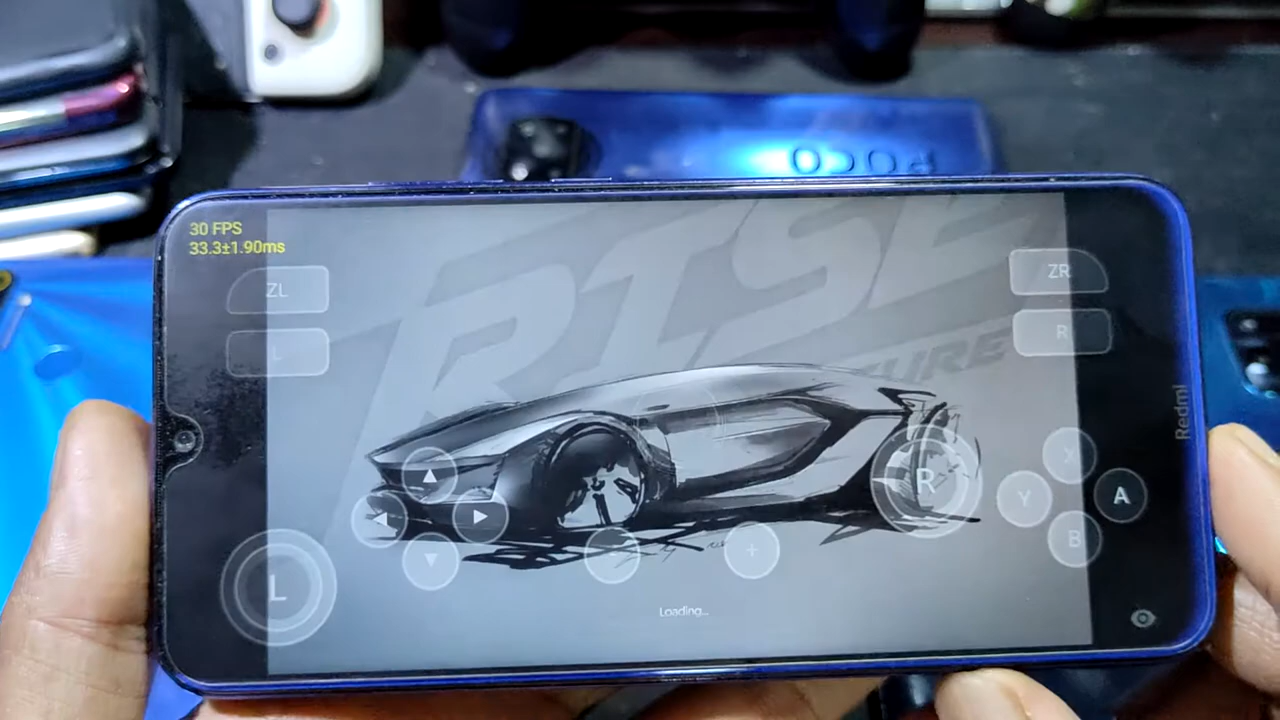 POCO
30 FPS
33.3±1.90ms
ZL
ZR
L
R
RISE
Redmi
R
X
Y
A
B
L
+
Loading...